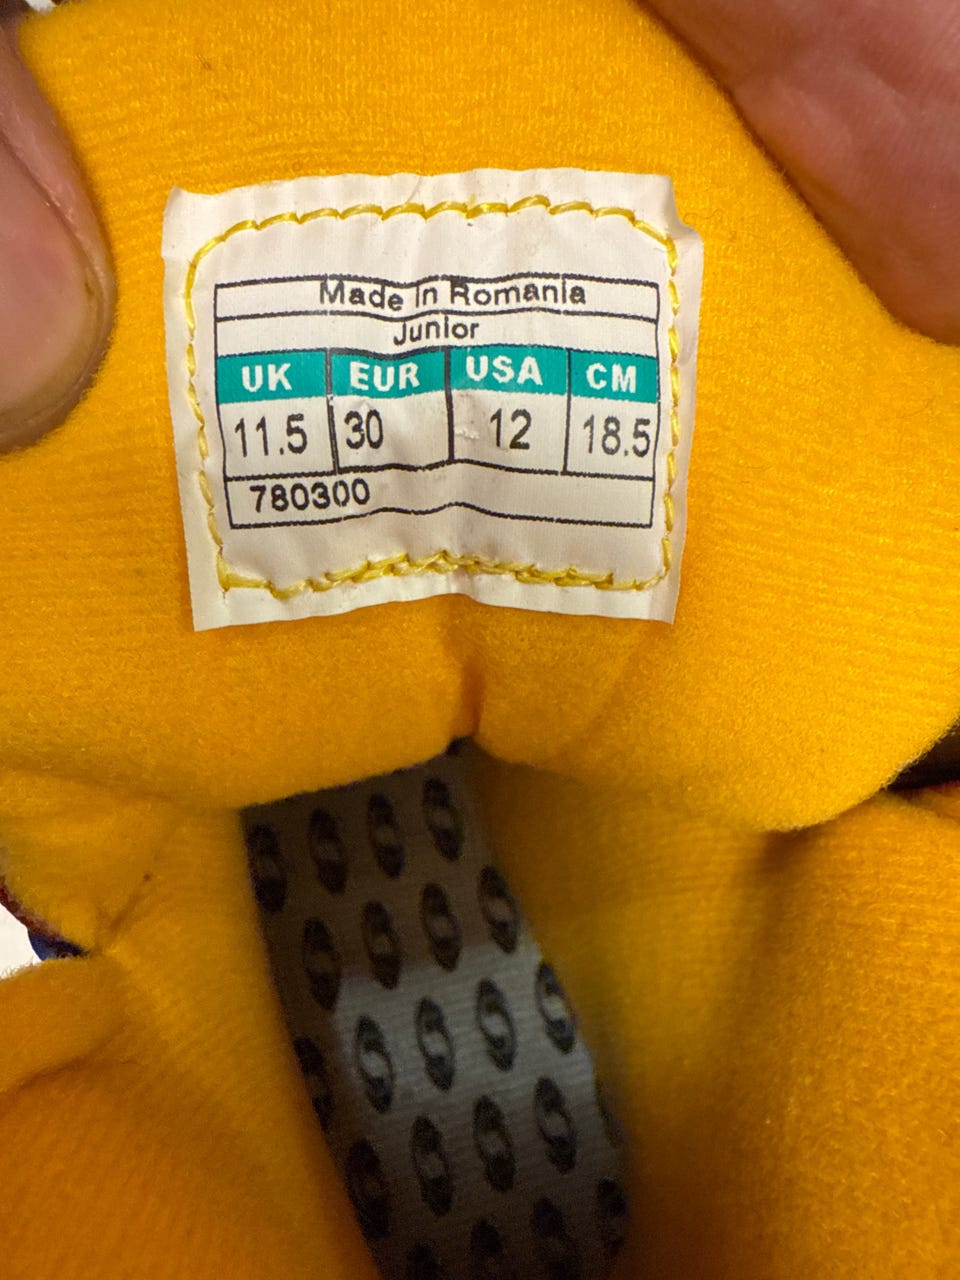 Made in Romania
Junior
UK EUR USA CM
11.5 30 12 18.5
780300